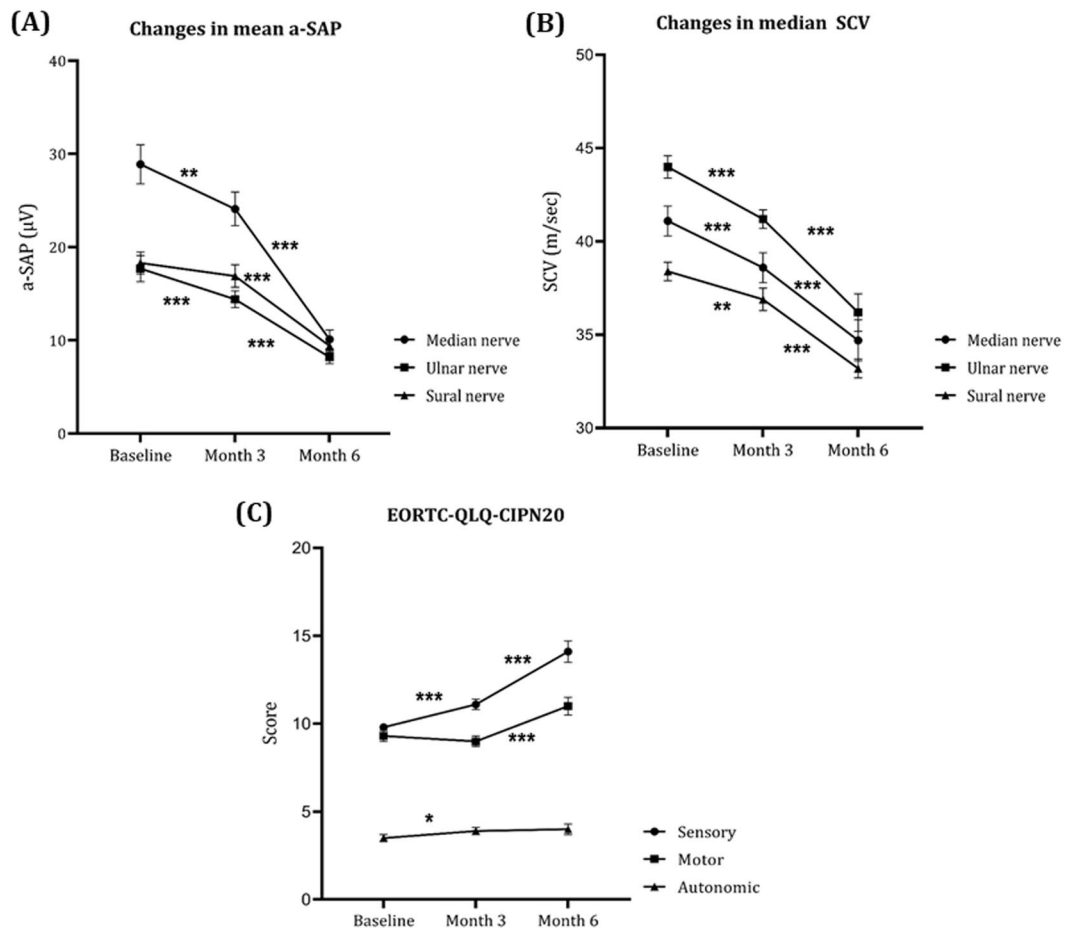 (A)
Changes in mean a-SAP
a-SAP (µV)
40
30
20
10
0
**
***
***
***
***
Baseline Month 3 Month 6
Median nerve
Ulnar nerve
Sural nerve
(B)
Changes in median SCV
SCV (m/sec)
50
45
40
35
30
***
***
***
***
**
***
Baseline Month 3 Month 6
Median nerve
Ulnar nerve
Sural nerve
(C)
EORTC-QLQ-CIPN20
Score
20
15
10
5
0
***
***
***
*
Baseline Month 3 Month 6
Sensory
Motor
Autonomic